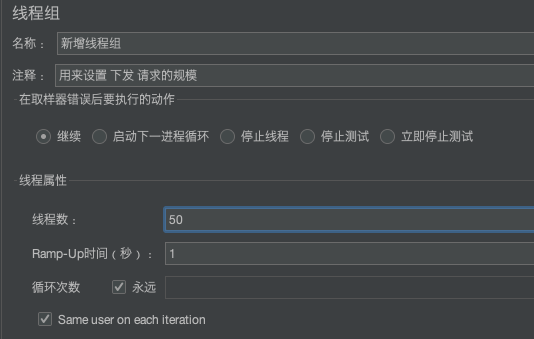 线程组
名称： 新增线程组
注释： 用来设置 下发 请求的规模
在取样器错误后要执行的动作
继续 启动下一进程循环 停止线程 停止测试 立即停止测试
线程属性
线程数： 50
Ramp-Up时间（秒）： 1
循环次数 永远
Same user on each iteration